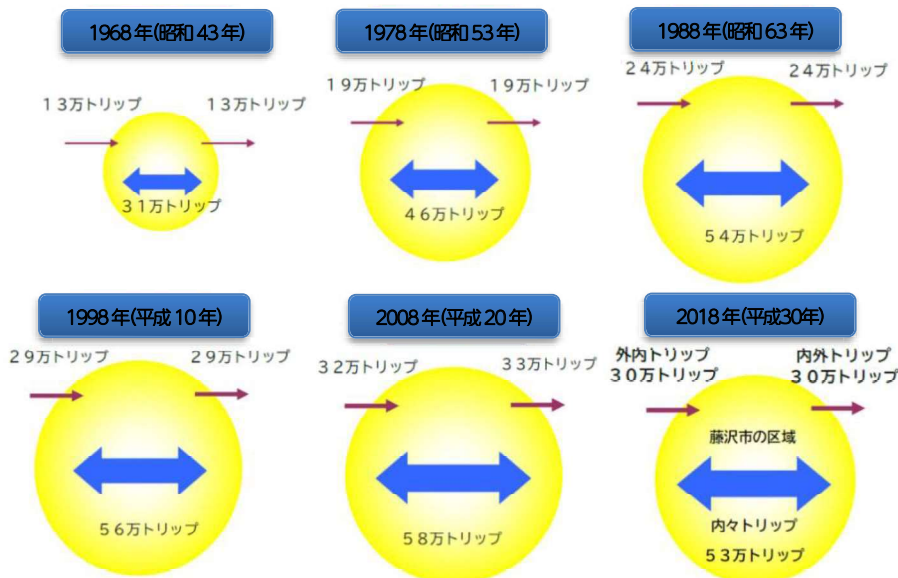 1968年(昭和43年)
13万トリップ
13万トリップ
31万トリップ
1978年(昭和53年)
19万トリップ
19万トリップ
46万トリップ
1988年(昭和63年)
24万トリップ
24万トリップ
54万トリップ
1998年(平成10年)
29万トリップ
29万トリップ
56万トリップ
2008年(平成20年)
32万トリップ
33万トリップ
58万トリップ
2018年(平成30年)
外内トリップ
30万トリップ
内外トリップ
30万トリップ
藤沢市の区域
内々トリップ
53万トリップ